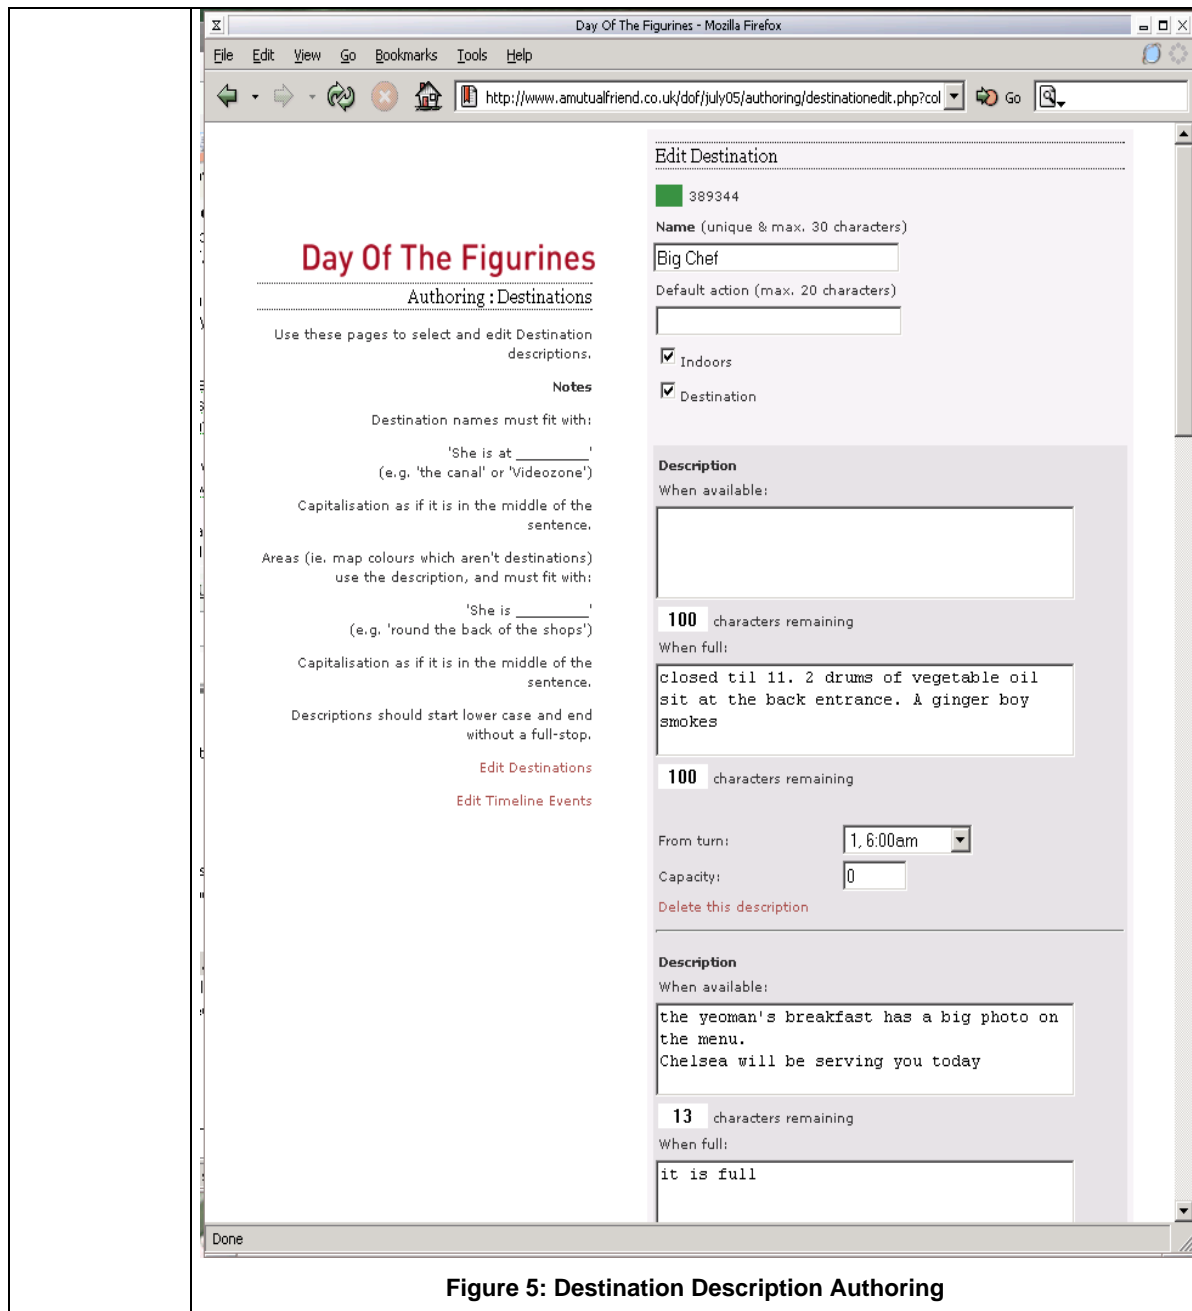 Day Of The Figurines - Mozilla Firefox
File Edit View Go Bookmarks Tools Help
http://www.amutualfriend.co.uk/dof/july05/authoring/destinationedit.php?col
Go
Day Of The Figurines
Authoring : Destinations
Use these pages to select and edit Destination
descriptions.
Notes
Destination names must fit with:
'She is at __________'
(e.g. 'the canal' or 'Videozone')
Capitalisation as if it is in the middle of the
sentence.
Areas (ie. map colours which aren't destinations)
use the description, and must fit with:
'She is __________'
(e.g. 'round the back of the shops')
Capitalisation as if it is in the middle of the
sentence.
Descriptions should start lower case and end
without a full-stop.
Edit Destinations
Edit Timeline Events
Edit Destination
389344
Name (unique & max. 30 characters)
Big Chef
Default action (max. 20 characters)
Indoors
Destination
Description
When available:
100 characters remaining
When full:
closed til 11. 2 drums of vegetable oil
sit at the back entrance. A ginger boy
smokes
100 characters remaining
From turn: 1, 6:00am
Capacity: 0
Delete this description
Description
When available:
the yeoman's breakfast has a big photo on
the menu.
Chelsea will be serving you today
13 characters remaining
When full:
it is full
Done
Figure 5: Destination Description Authoring